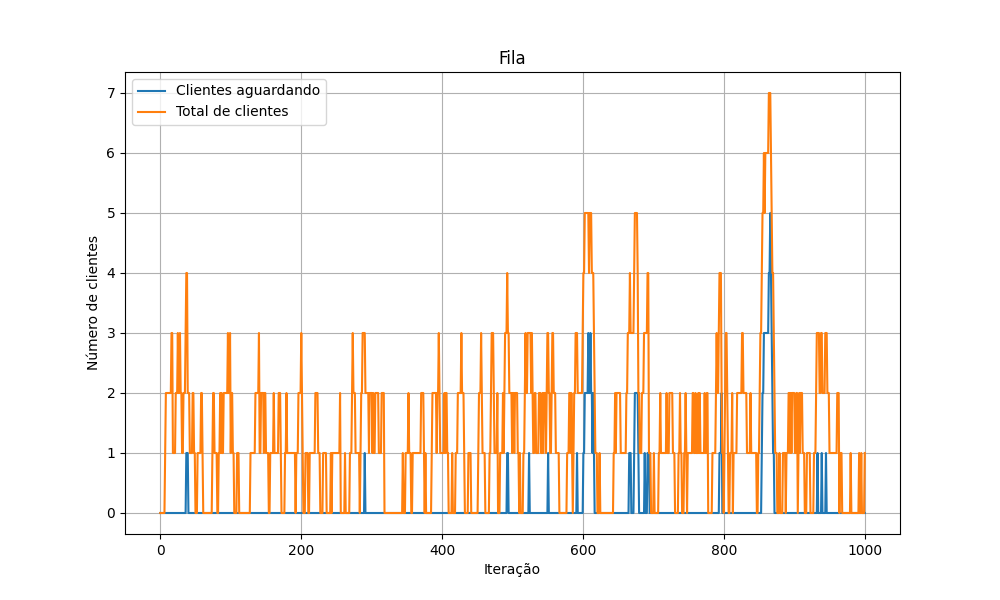 Fila
Clientes aguardando
Total de clientes
Número de clientes
7
6
5
4
3
2
1
0
0 200 400 600 800 1000
Iteração